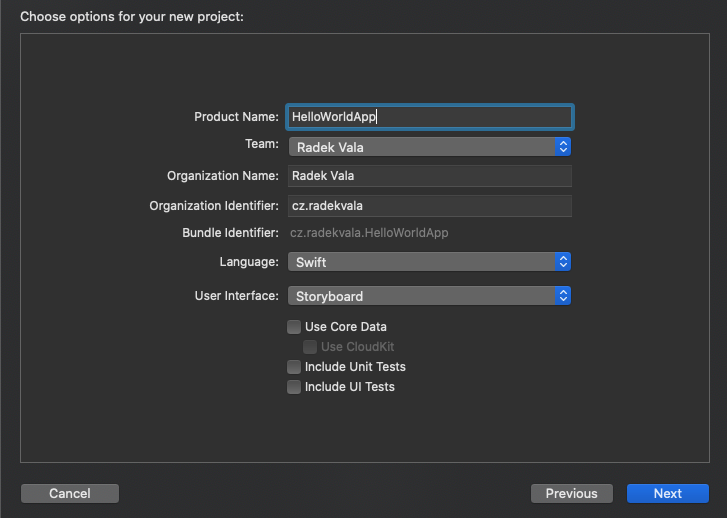 Choose options for your new project:
Product Name: HelloWorldApp
Team: Radek Vala
Organization Name: Radek Vala
Organization Identifier: cz.radekvala
Bundle Identifier: cz.radekvala.HelloWorldApp
Language: Swift
User Interface: Storyboard
Use Core Data
Use CloudKit
Include Unit Tests
Include UI Tests
Cancel Previous Next